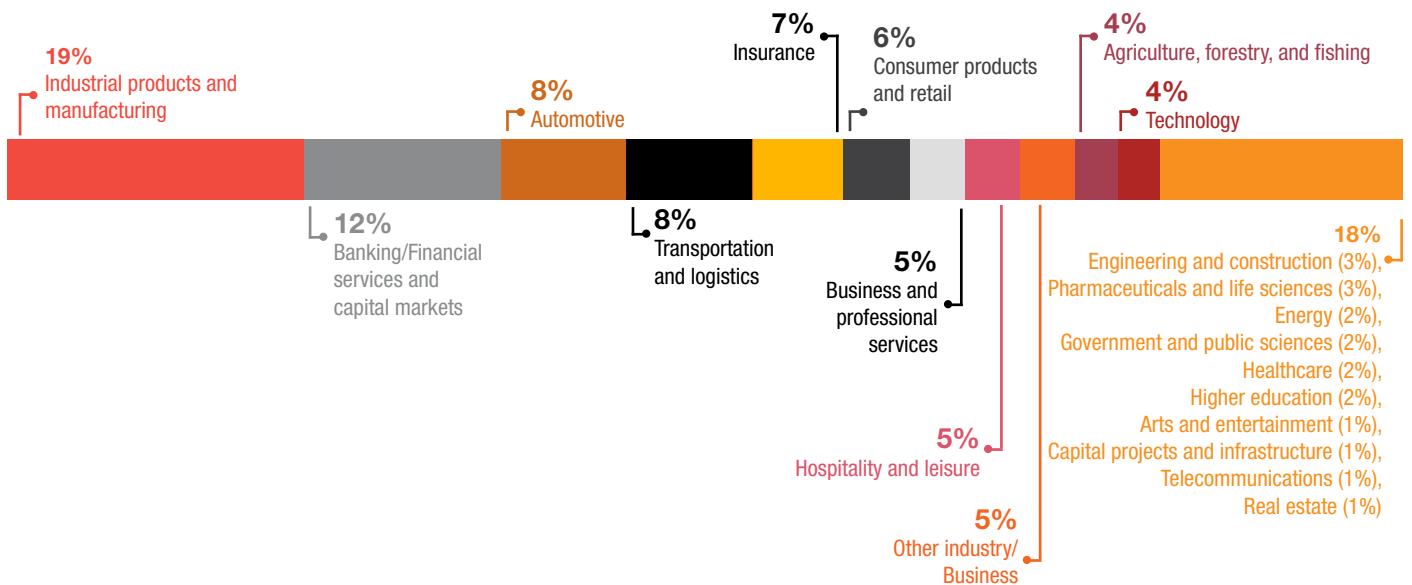 19%
Industrial products and
manufacturing
12%
Banking/Financial
services and
capital markets
8%
Automotive
8%
Transportation
and logistics
7%
Insurance
6%
Consumer products
and retail
5%
Business and
professional
services
5%
Hospitality and leisure
5%
Other industry/
Business
4%
Agriculture, forestry, and fishing
4%
Technology
18%
Engineering and construction (3%),
Pharmaceuticals and life sciences (3%),
Energy (2%),
Government and public sciences (2%),
Healthcare (2%),
Higher education (2%),
Arts and entertainment (1%),
Capital projects and infrastructure (1%),
Telecommunications (1%),
Real estate (1%)